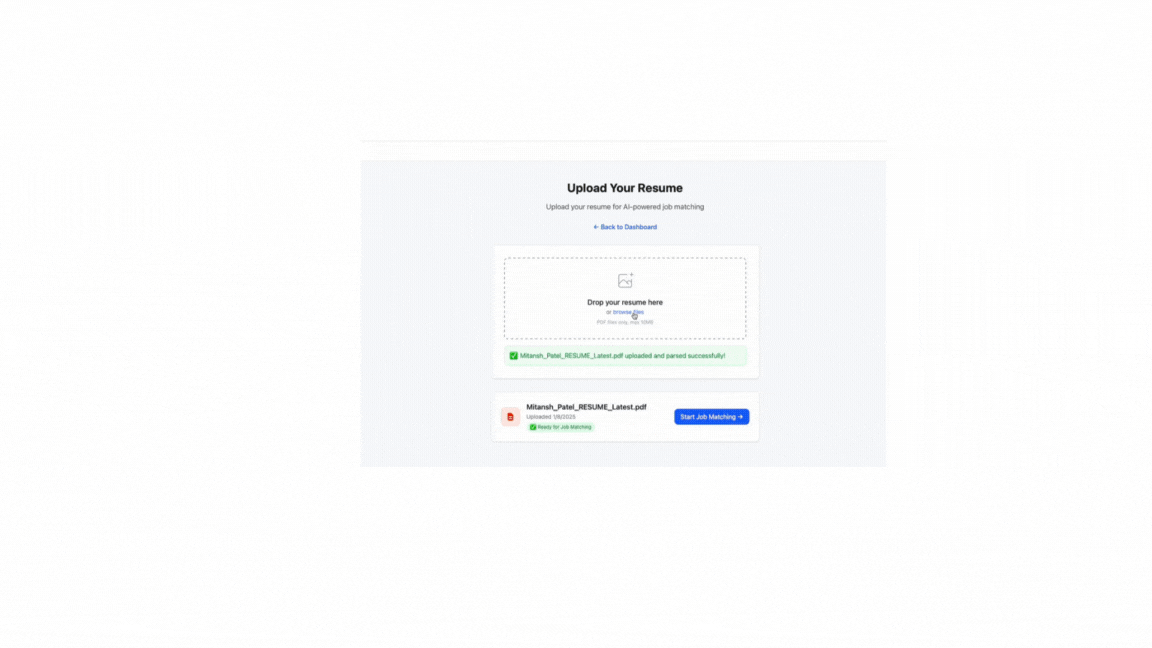 Upload Your Resume
Upload your resume for AI-powered job matching
← Back to Dashboard
Drop your resume here
or browse files
PDF files only, max 10MB
✅ Mitansh_Patel_RESUME_Latest.pdf uploaded and parsed successfully!
Mitansh_Patel_RESUME_Latest.pdf
Uploaded 1/8/2025
✅ Ready for Job Matching
Start Job Matching →